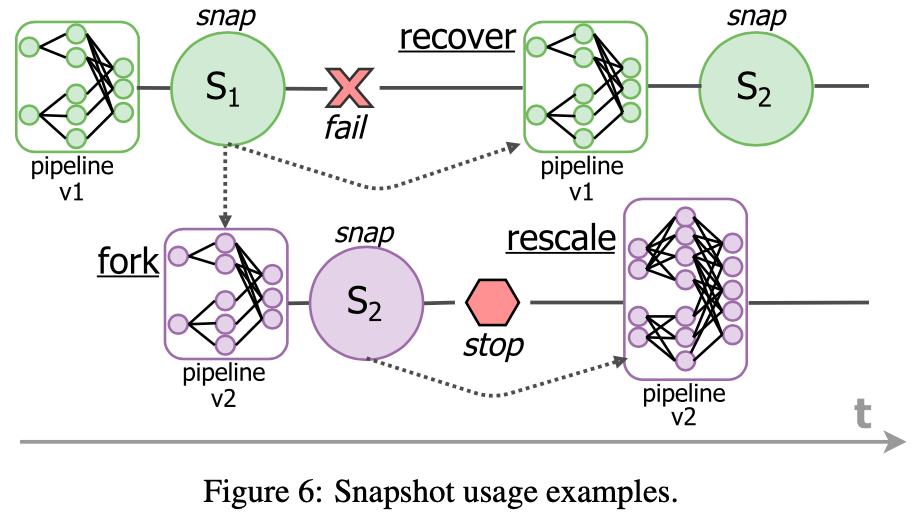 snap
snap
recover
S1
S2
fail
pipeline
v1
pipeline
v1
snap
fork
rescale
S2
stop
pipeline
v2
pipeline
v2
t
Figure 6: Snapshot usage examples.